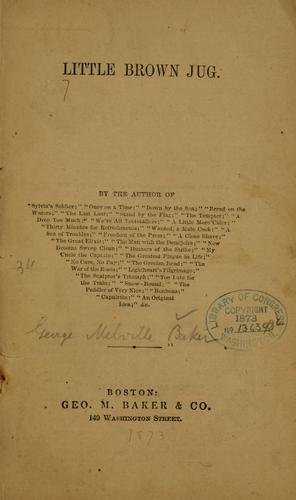 LITTLE BROWN JUG.
7
BY THE AUTHOR OF
"Sylvia's Soldier;" "Once on a Time;" "Down by the Sea;" "Bread on the
Waters;" "The Last Loaf;" "Stand by the Flag;" "The Tempter;" "A
Drop Too Much;" "We're All Teetotallers;" "A Little More Cider;"
"Thirty Minutes for Refreshments;" "Wanted, a Male Cook;" "A
Sea of Troubles;" "Freedom of the Press;" "A Close Shave;"
"The Great Elixir;" "The Man with the Demijohn;" "New
Brooms Sweep Clean;" "Humors of the Strike;" "My
Uncle the Captain;" "The Greatest Plague in Life;"
"No Cure, No Pay;" "The Grecian Bend;" "The
War of the Roses;" "Lightheart's Pilgrimage;"
"The Sculptor's Triumph;" "Too Late for
the Train;" "Snow-Bound;" "The
Peddler of Very Nice;" "Bonbons;"
"Capuletta;" "An Original
Idea;" &c.
34
George Melville Baker
LIBRARY OF CONGRESS
COPYRIGHT
1873
No.
WASHINGTON
BOSTON:
GEO. M. BAKER & CO.
149 WASHINGTON STREET.
1873